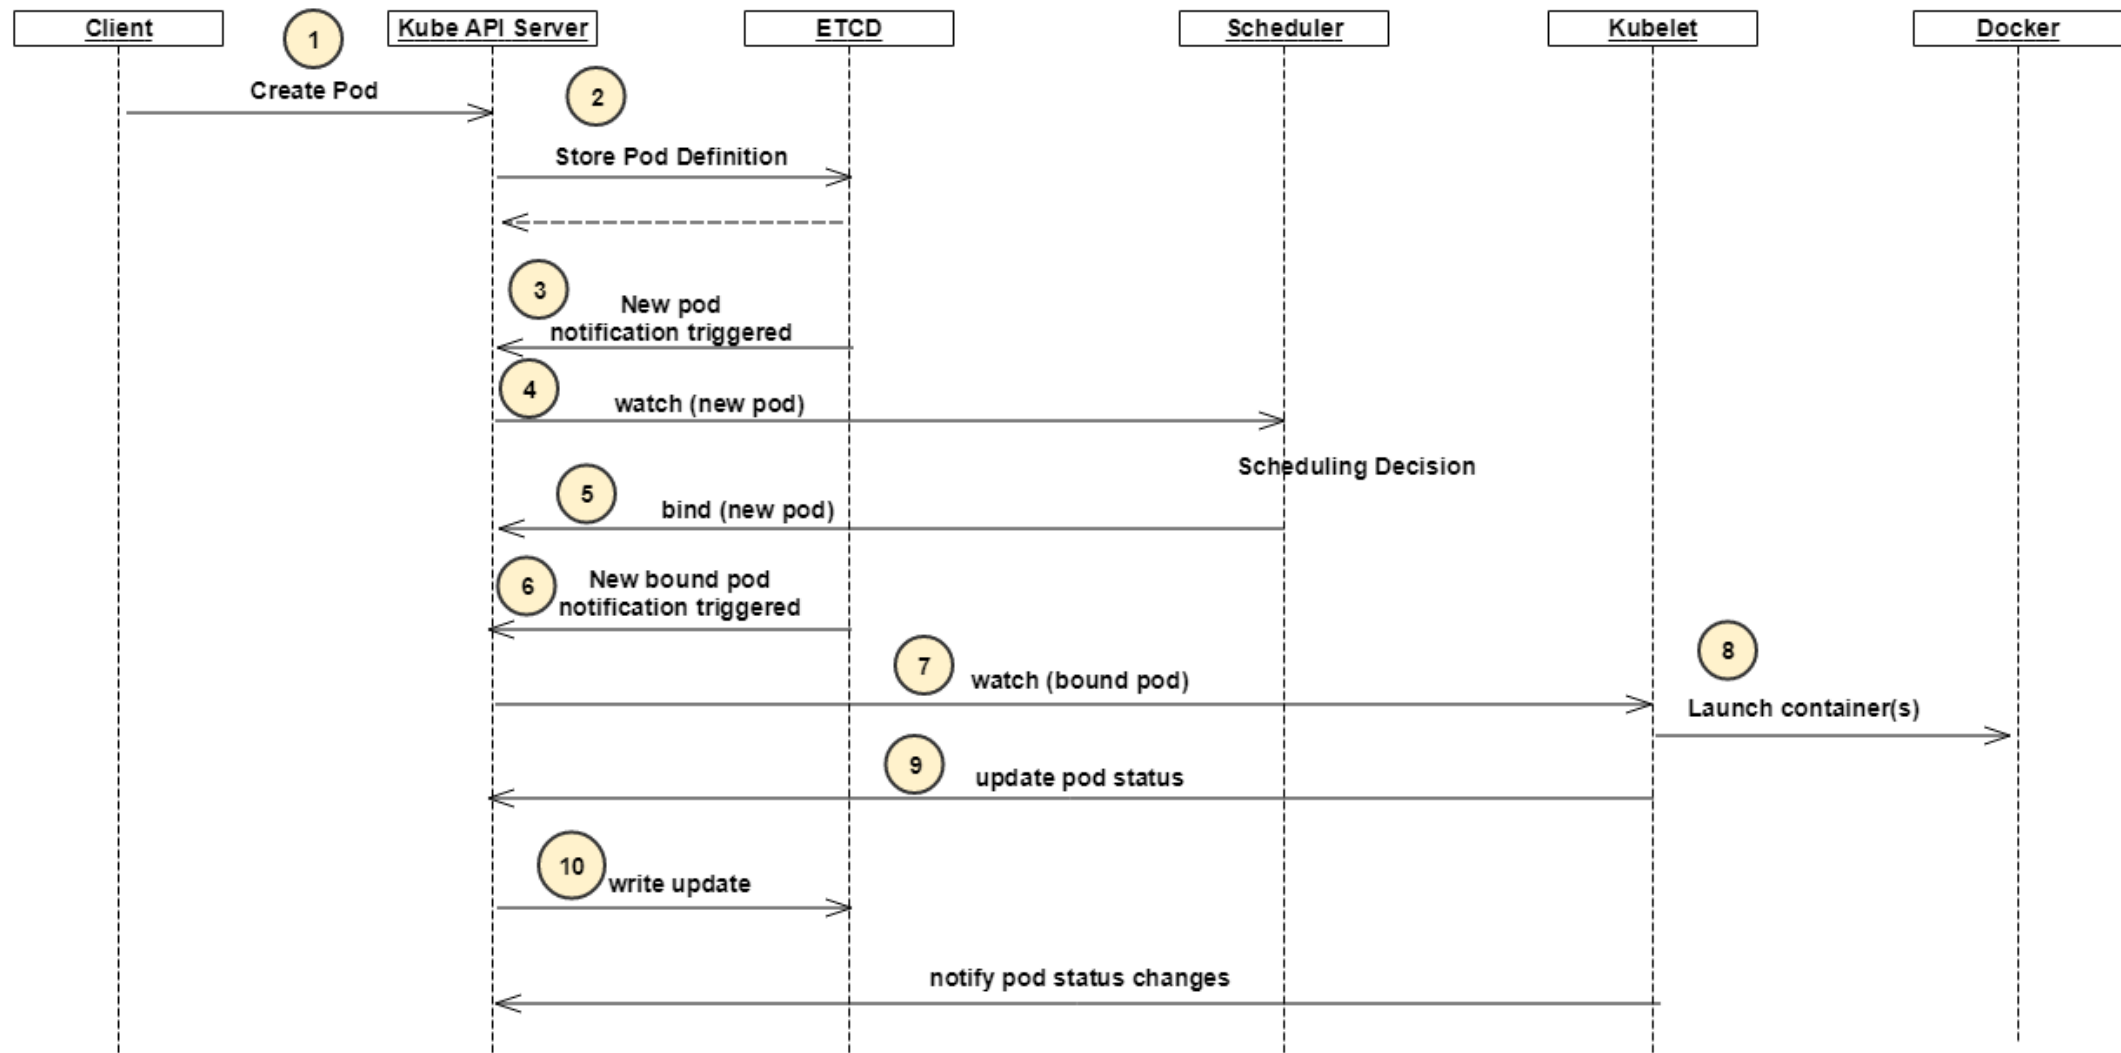 Client
Kube API Server
ETCD
Scheduler
Kubelet
Docker
1
Create Pod
2
Store Pod Definition
3
New pod
notification triggered
4
watch (new pod)
Scheduling Decision
5
bind (new pod)
6
New bound pod
notification triggered
7
watch (bound pod)
8
Launch container(s)
9
update pod status
10
write update
notify pod status changes